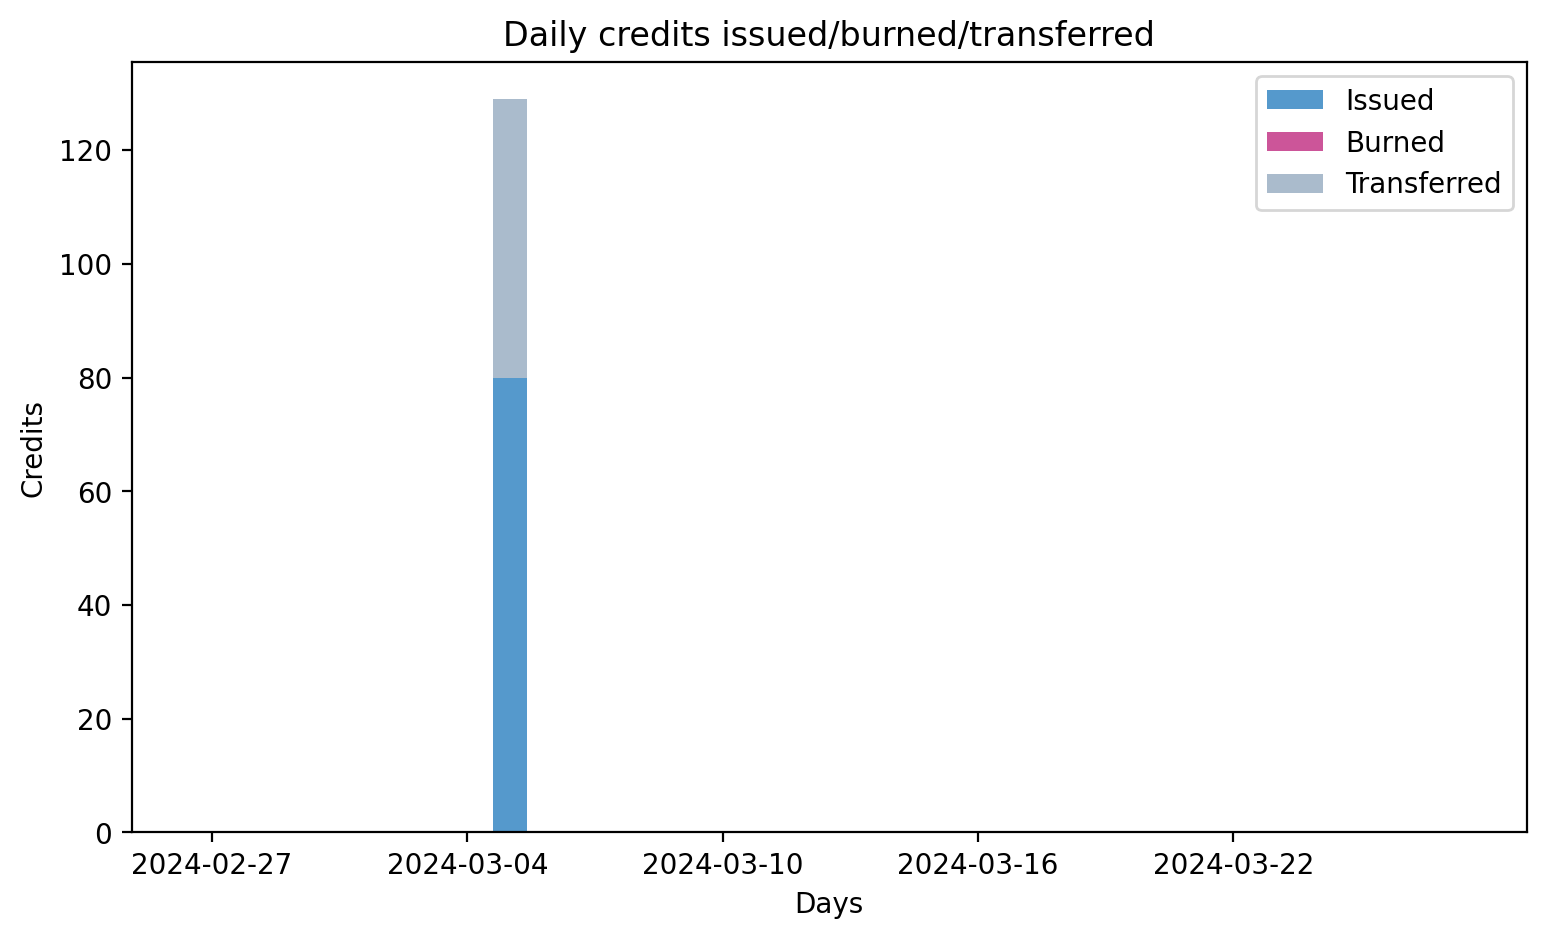 Daily credits issued/burned/transferred
Issued
Burned
Transferred
120
100
80
60
40
20
0
Credits
2024-02-27 2024-03-04 2024-03-10 2024-03-16 2024-03-22
Days